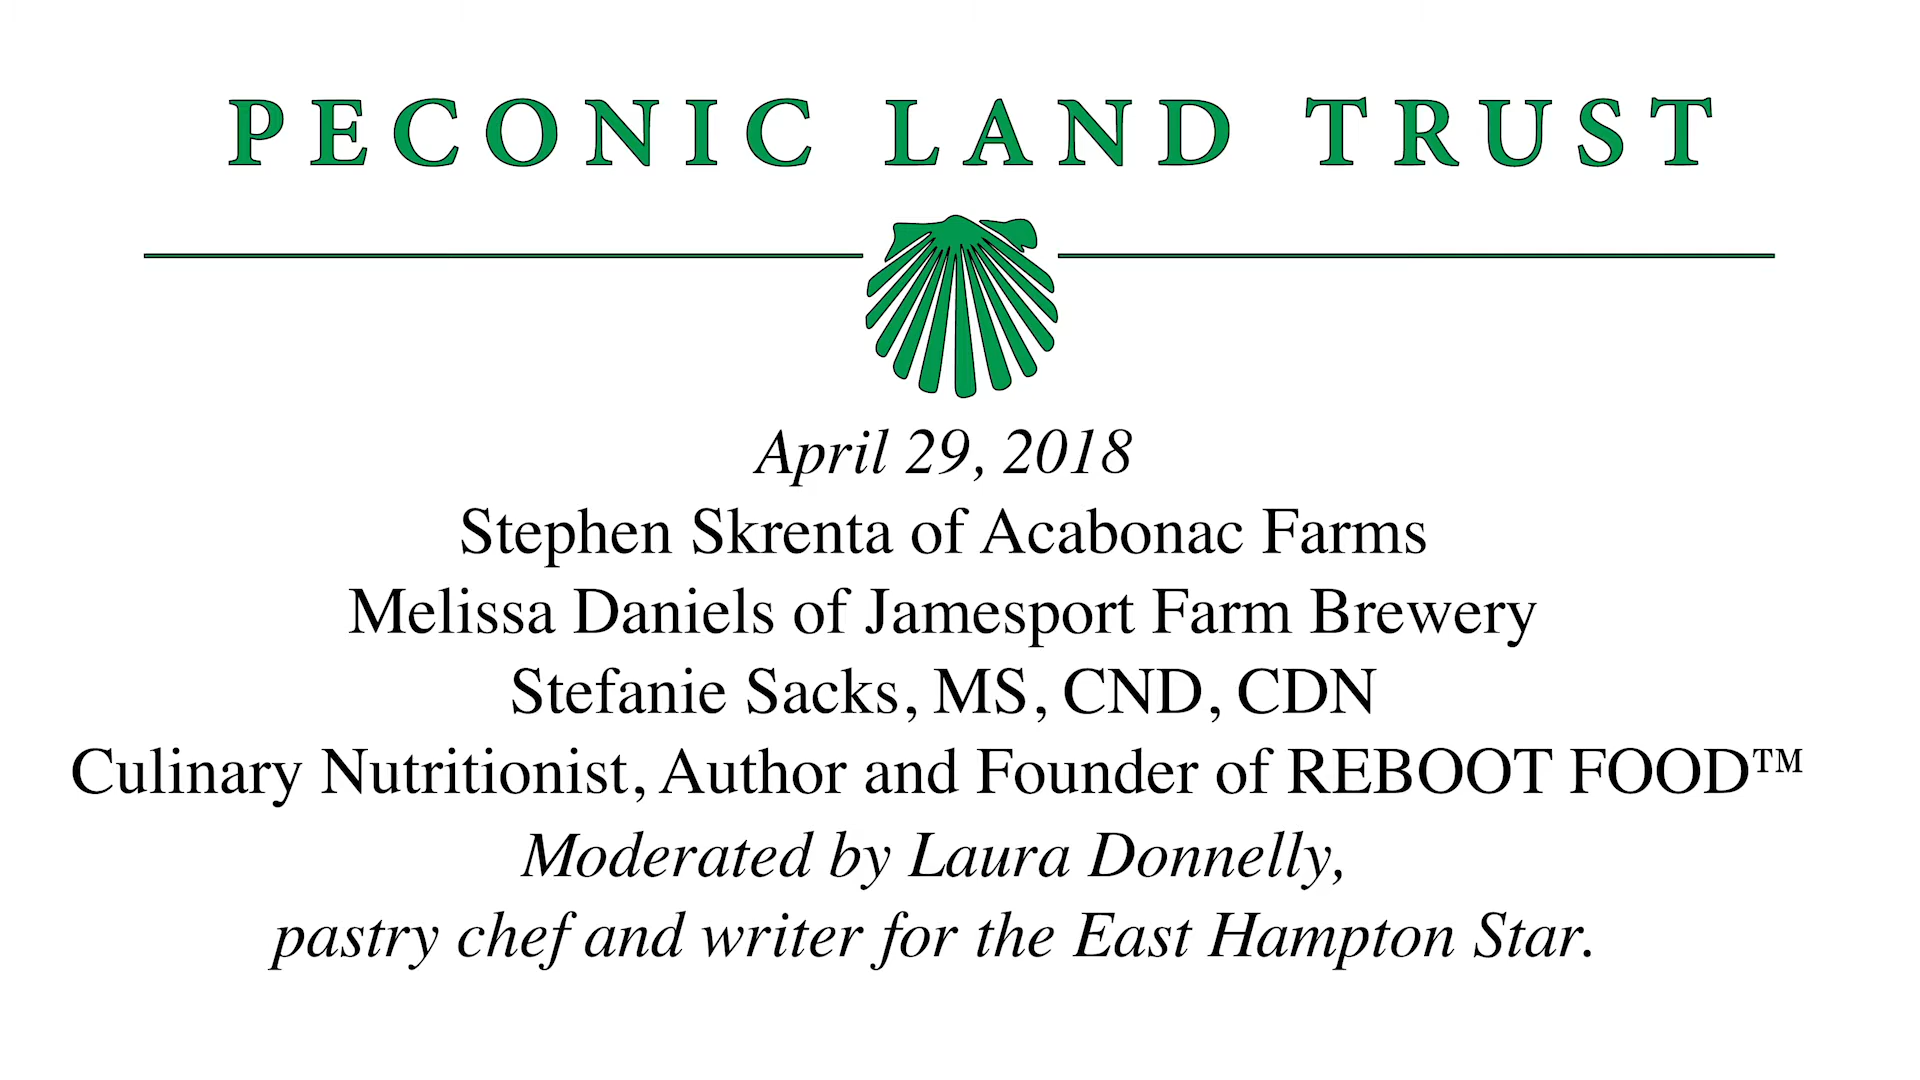 PECONIC LAND TRUST
April 29, 2018
Stephen Skrenta of Acabonac Farms
Melissa Daniels of Jamesport Farm Brewery
Stefanie Sacks, MS, CND, CDN
Culinary Nutritionist, Author and Founder of REBOOT FOOD™
Moderated by Laura Donnelly,
pastry chef and writer for the East Hampton Star.